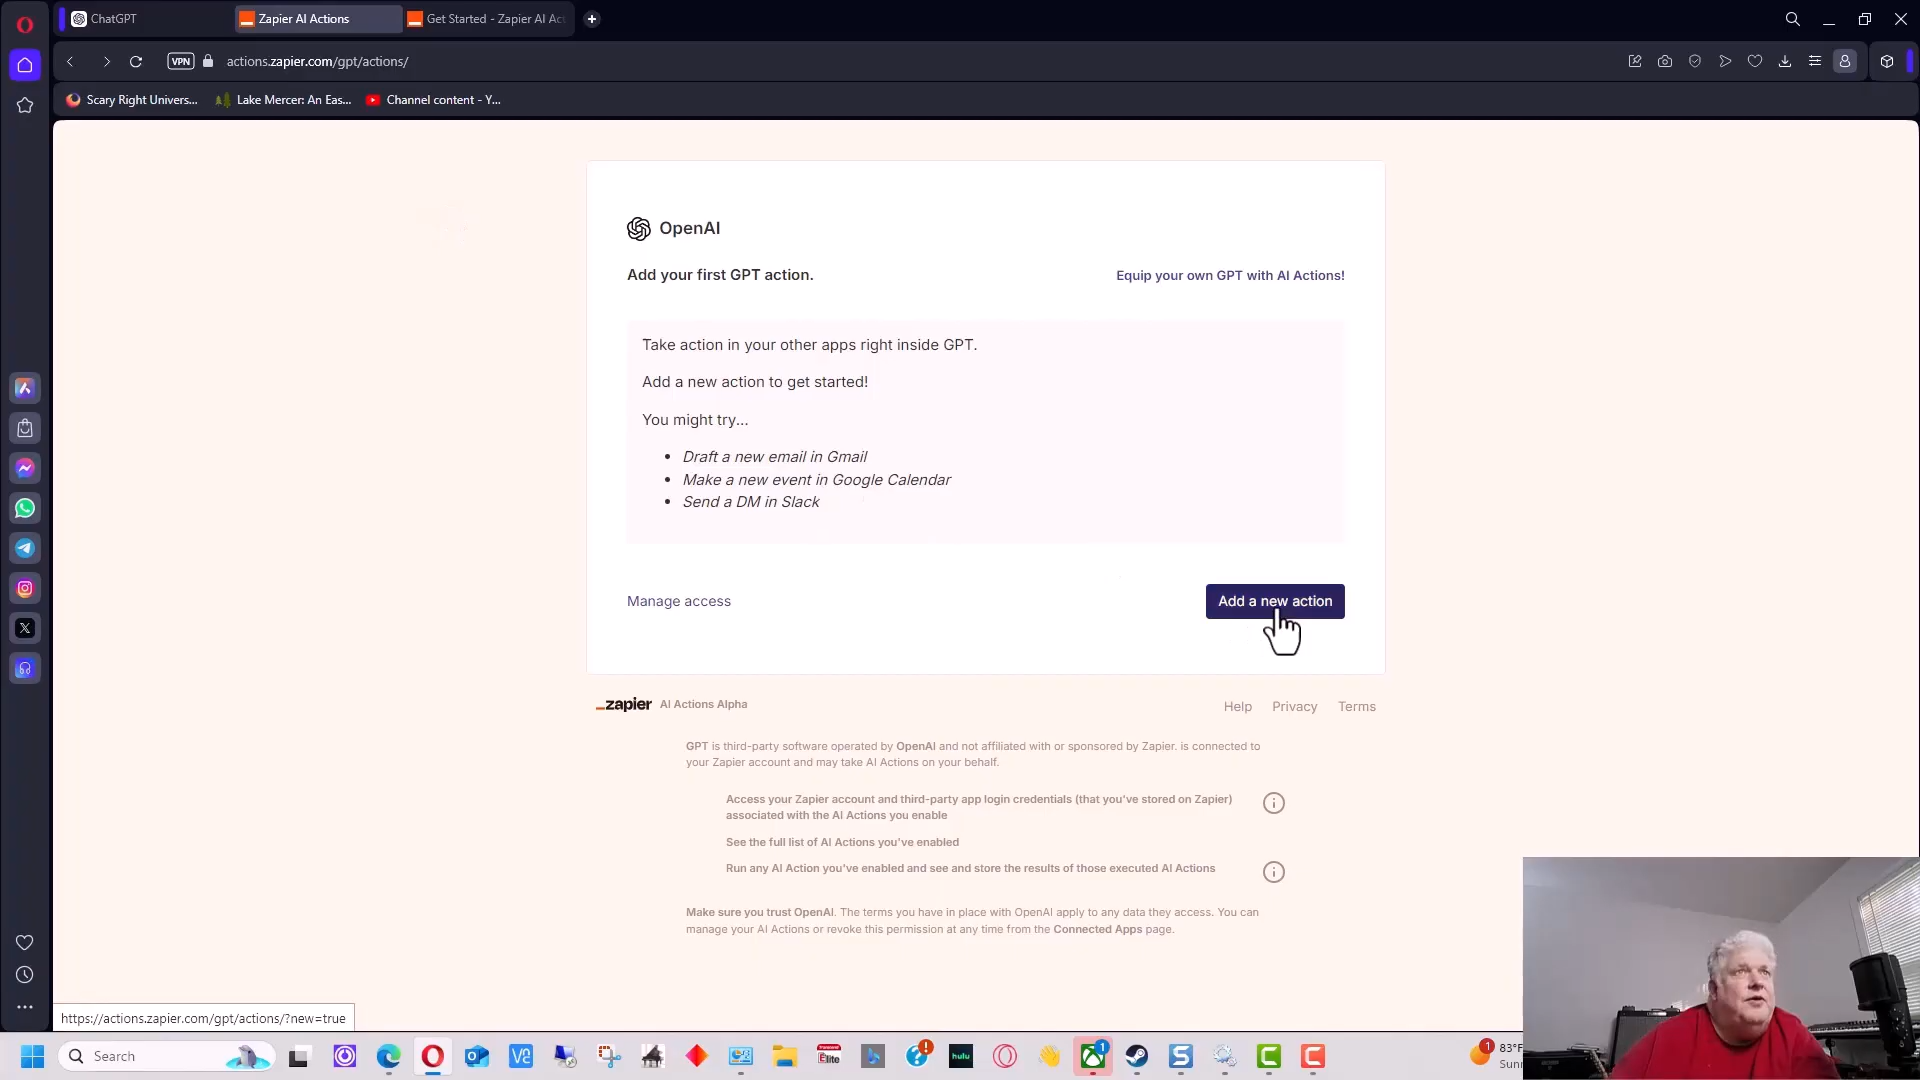 ChatGPT
Zapier AI Actions
Get Started - Zapier AI Ac
VPN
actions.zapier.com/gpt/actions/
Scary Right Univers...
Lake Mercer: An Eas...
Channel content - Y...
OpenAI
Add your first GPT action.
Equip your own GPT with AI Actions!
Take action in your other apps right inside GPT.
Add a new action to get started!
You might try...
• Draft a new email in Gmail
• Make a new event in Google Calendar
• Send a DM in Slack
Manage access
Add a new action
zapier AI Actions Alpha
Help Privacy Terms
GPT is third-party software operated by OpenAI and not affiliated with or sponsored by Zapier. is connected to
your Zapier account and may take AI Actions on your behalf.
Access your Zapier account and third-party app login credentials (that you've stored on Zapier)
associated with the AI Actions you enable
See the full list of AI Actions you've enabled
Run any AI Action you've enabled and see and store the results of those executed AI Actions
Make sure you trust OpenAI. The terms you have in place with OpenAI apply to any data they access. You can
manage your AI Actions or revoke this permission at any time from the Connected Apps page.
https://actions.zapier.com/gpt/actions/?new=true
Search
hulu
1
1
83°F
Sunn